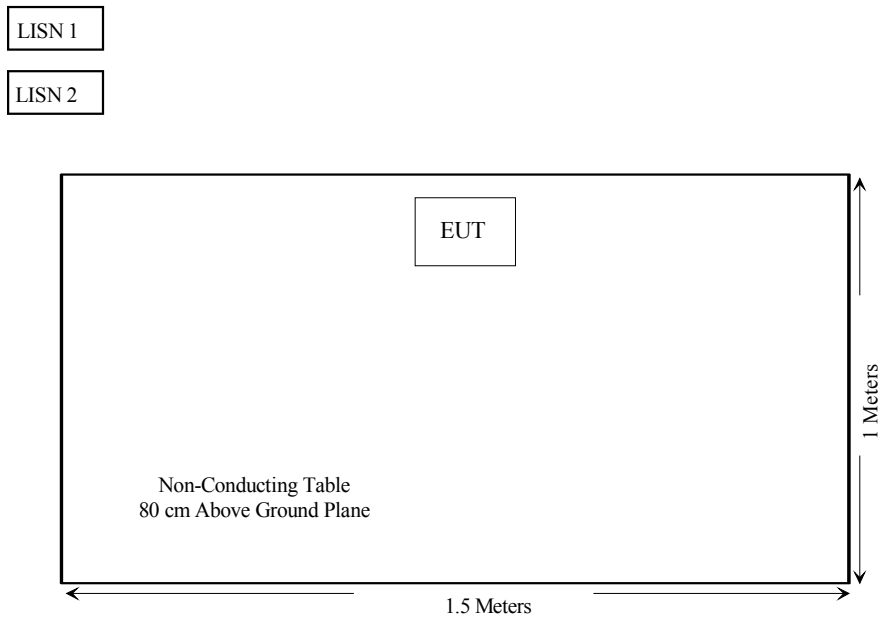 LISN 1
LISN 2
EUT
1 Meters
Non-Conducting Table
80 cm Above Ground Plane
1.5 Meters